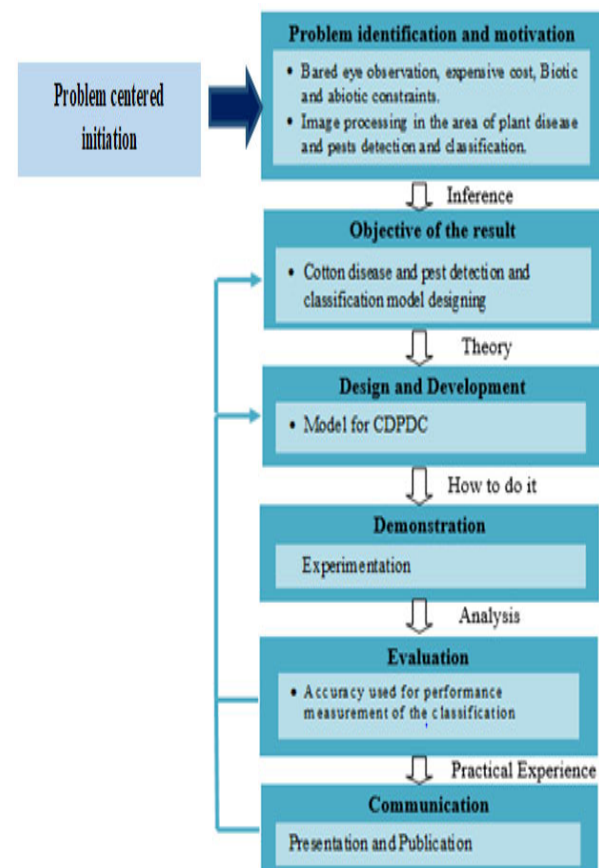 Problem centered
initiation
Problem identification and motivation
• Bared eye observation, expensive cost, Biotic
and abiotic constraints.
• Image processing in the area of plant disease
and pests detection and classification.
Inference
Objective of the result
• Cotton disease and pest detection and
classification model designing
Theory
Design and Development
• Model for CDPDC
How to do it
Demonstration
Experimentation
Analysis
Evaluation
• Accuracy used for performance
measurement of the classification
Practical Experience
Communication
Presentation and Publication